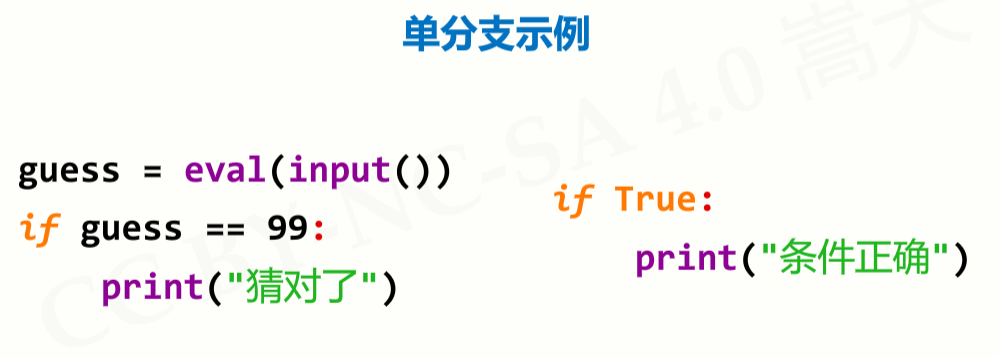 单分支示例
guess = eval(input())
if guess == 99:
    print("猜对了")
if True:
    print("条件正确")
CC BY-NC-SA 4.0 嵩天